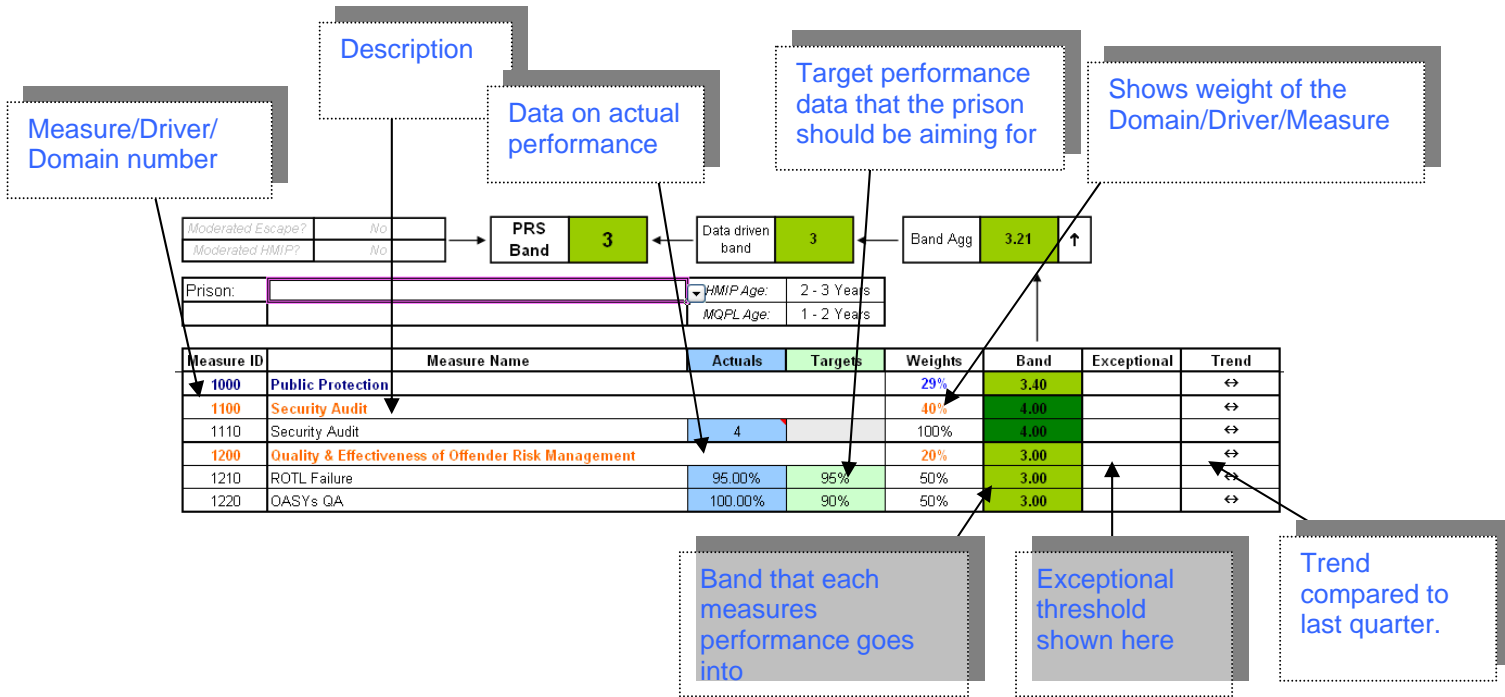 Description
Data on actual
performance
Target performance
data that the prison
should be aiming for
Shows weight of the
Domain/Driver/Measure
Measure/Driver/
Domain number
Moderated Escape? No
Moderated HMIP? No
PRS
Band
3
Data driven
band
3
Band Agg 3.21 ↑
Prison: HMIP Age: 2 - 3 Years
MQPL Age: 1 - 2 Years
Measure ID Measure Name Actuals Targets Weights Band Exceptional Trend
1000 Public Protection 29% 3.40 ↔
1100 Security Audit 40% 4.00 ↔
1110 Security Audit 4 100% 4.00 ↔
1200 Quality & Effectiveness of Offender Risk Management 20% 3.00 ↔
1210 ROTL Failure 95.00% 95% 50% 3.00 ↔
1220 OASYs QA 100.00% 90% 50% 3.00 ↔
Band that each
measures
performance goes
into
Exceptional
threshold
shown here
Trend
compared to
last quarter.